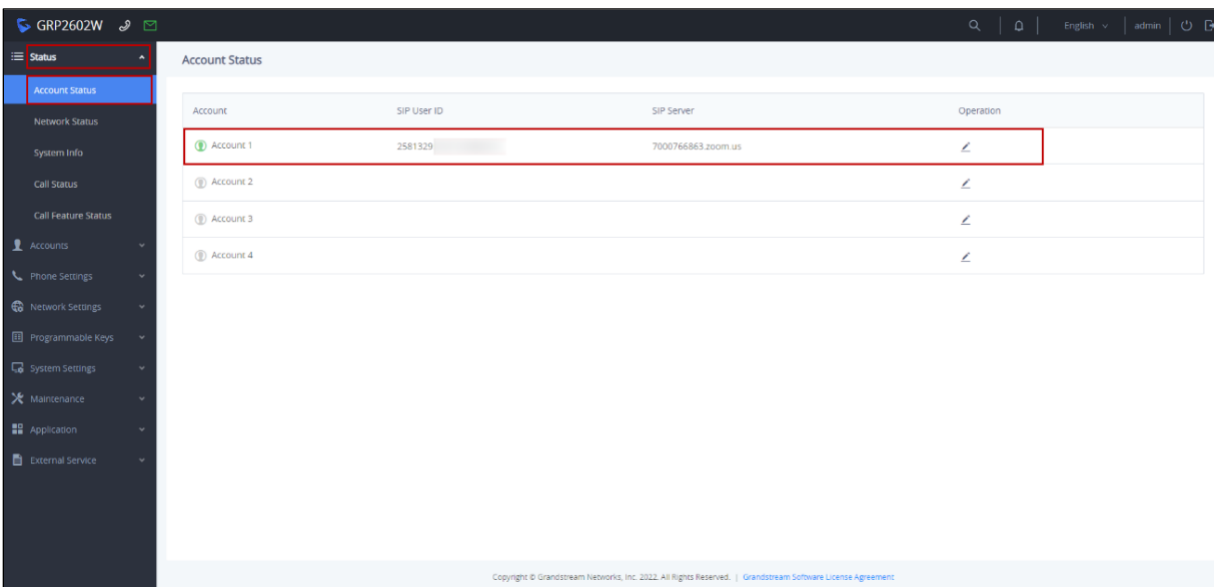 GRP2602W
English
admin
Status
Account Status
Network Status
System Info
Call Status
Call Feature Status
Accounts
Phone Settings
Network Settings
Programmable Keys
System Settings
Maintenance
Application
External Service
Account Status
Account SIP User ID SIP Server Operation
Account 1 2581329 7000766863.zoom.us
Account 2
Account 3
Account 4
Copyright © Grandstream Networks, Inc. 2022. All Rights Reserved. | Grandstream Software License Agreement